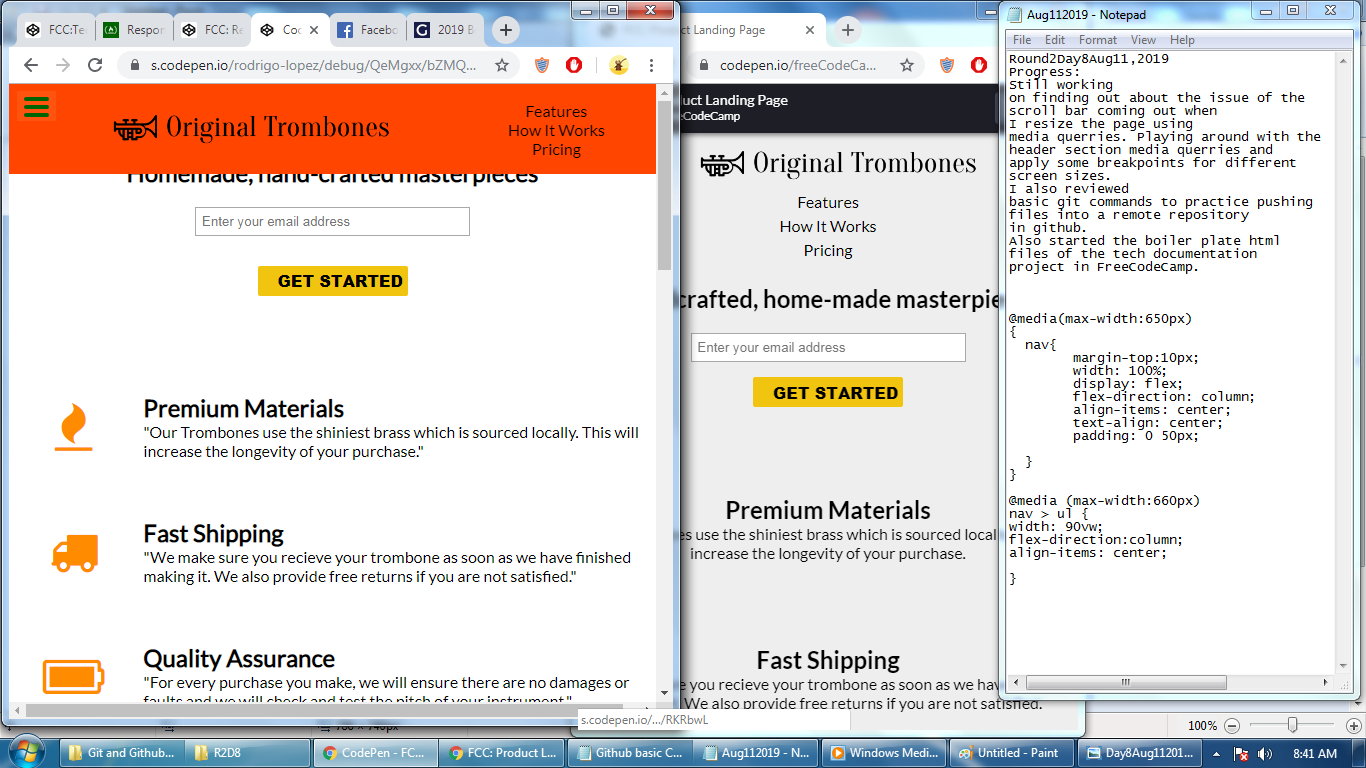 FCC:Te
Respon
FCC: Re
Coo
Facebo
2019 B
s.codepen.io/rodrigo-lopez/debug/QeMgxx/bZMQ...
Original Trombones
Features
How It Works
Pricing
Homemade, hand-crafted masterpieces
Enter your email address
GET STARTED
Premium Materials
"Our Trombones use the shiniest brass which is sourced locally. This will
increase the longevity of your purchase."
Fast Shipping
"We make sure you recieve your trombone as soon as we have finished
making it. We also provide free returns if you are not satisfied."
Quality Assurance
"For every purchase you make, we will ensure there are no damages or
faults and we will check and test the pitch of your instrument."
s.codepen.io/.../RKRbwL
Product Landing Page
codepen.io/freeCodeCa...
uct Landing Page
eeCodeCamp
Original Trombones
Features
How It Works
Pricing
crafted, home-made masterpie
Enter your email address
GET STARTED
Premium Materials
es use the shiniest brass which is sourced local
increase the longevity of your purchase.
Fast Shipping
e you recieve your trombone as soon as we hav
. We also provide free returns if you are not satisfied.
Aug112019 - Notepad
File Edit Format View Help
Round2Day8Aug11,2019
Progress:
Still working
on finding out about the issue of the
scroll bar coming out when
I resize the page using
media querries. Playing around with the
header section media querries and
apply some breakpoints for different
screen sizes.
I also reviewed
basic git commands to practice pushing
files into a remote repository
in github.
Also started the boiler plate html
files of the tech documentation
project in FreeCodeCamp.
@media(max-width:650px)
{
nav{
margin-top:10px;
width: 100%;
display: flex;
flex-direction: column;
align-items: center;
text-align: center;
padding: 0 50px;
}
}
@media (max-width:660px)
nav > ul {
width: 90vw;
flex-direction:column;
align-items: center;
}
100%
Git and Github...
R2D8
CodePen - FC...
FCC: Product L...
Github basic C...
Aug112019 - N...
Windows Medi...
Untitled - Paint
Day8Aug11201...
8:41 AM